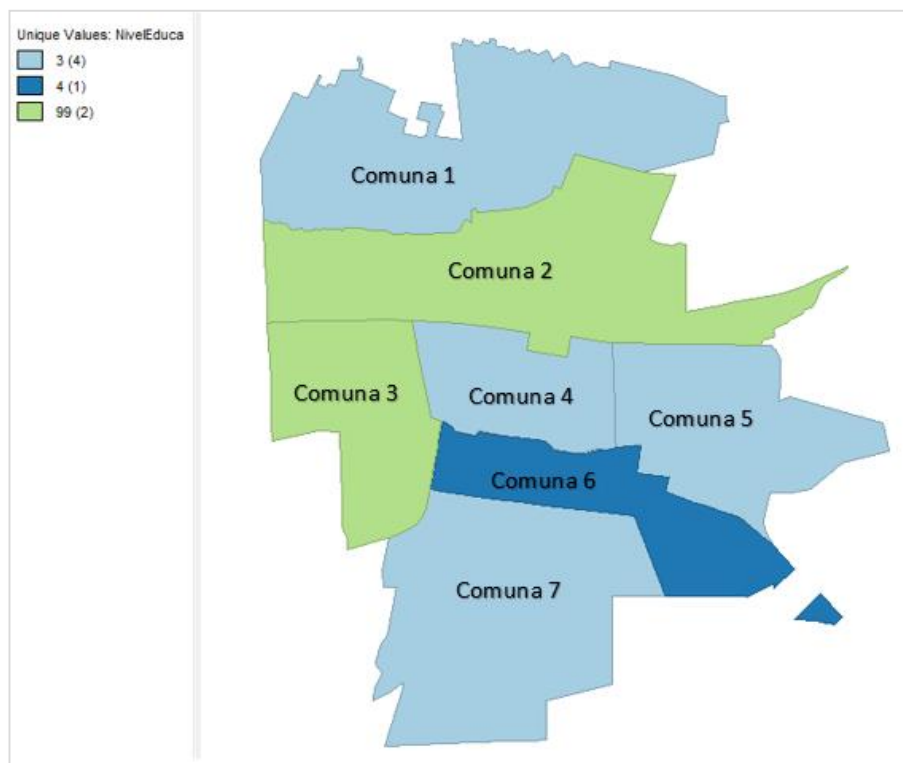 Unique Values: NivelEduca
3 (4)
4 (1)
99 (2)
Comuna 1
Comuna 2
Comuna 3
Comuna 4
Comuna 5
Comuna 6
Comuna 7